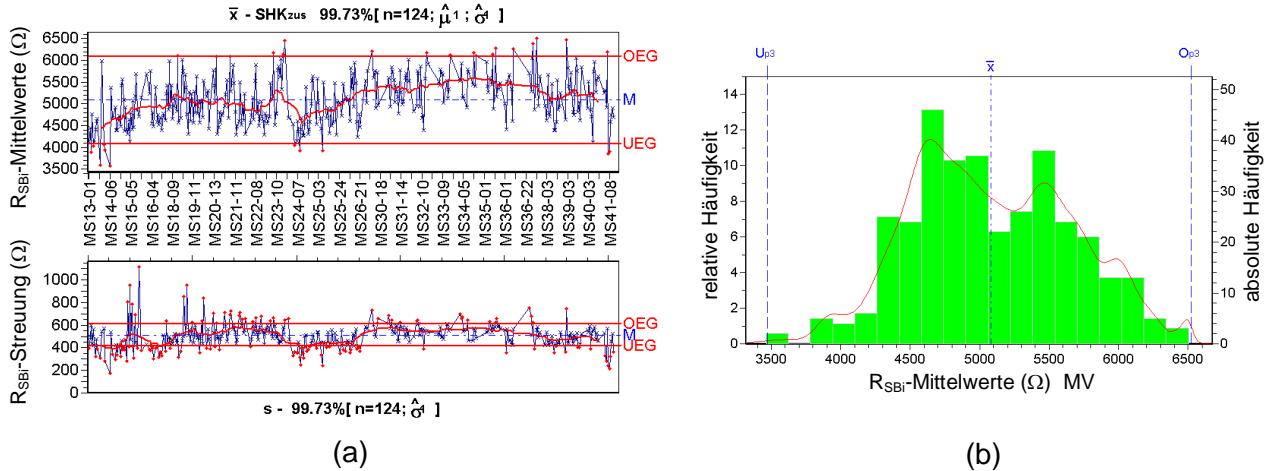 x̄ - SHKzus 99.73%[ n=124; μ̂¹ ; σ̂¹ ]
RSBi-Mittelwerte (Ω)
6500
6000
5500
5000
4500
4000
3500
OEG
M
UEG
MS13-01
MS14-06
MS15-05
MS16-04
MS17-04
MS18-09
MS19-11
MS20-13
MS21-11
MS22-08
MS23-10
MS24-07
MS25-03
MS25-24
MS26-21
MS31-14
MS32-10
MS33-09
MS34-05
MS35-01
MS36-01
MS36-22
MS38-03
MS39-03
MS40-03
MS41-08
RSBi-Streuung (Ω)
1000
800
600
400
200
0
OEG
M
UEG
s - 99.73%[ n=124; σ̂¹ ]
(a)
Up3
x̄
Op3
relative Häufigkeit
14
12
10
8
6
4
2
0
50
40
30
20
10
0
absolute Häufigkeit
3500 4000 4500 5000 5500 6000 6500
RSBi-Mittelwerte (Ω) MV
(b)